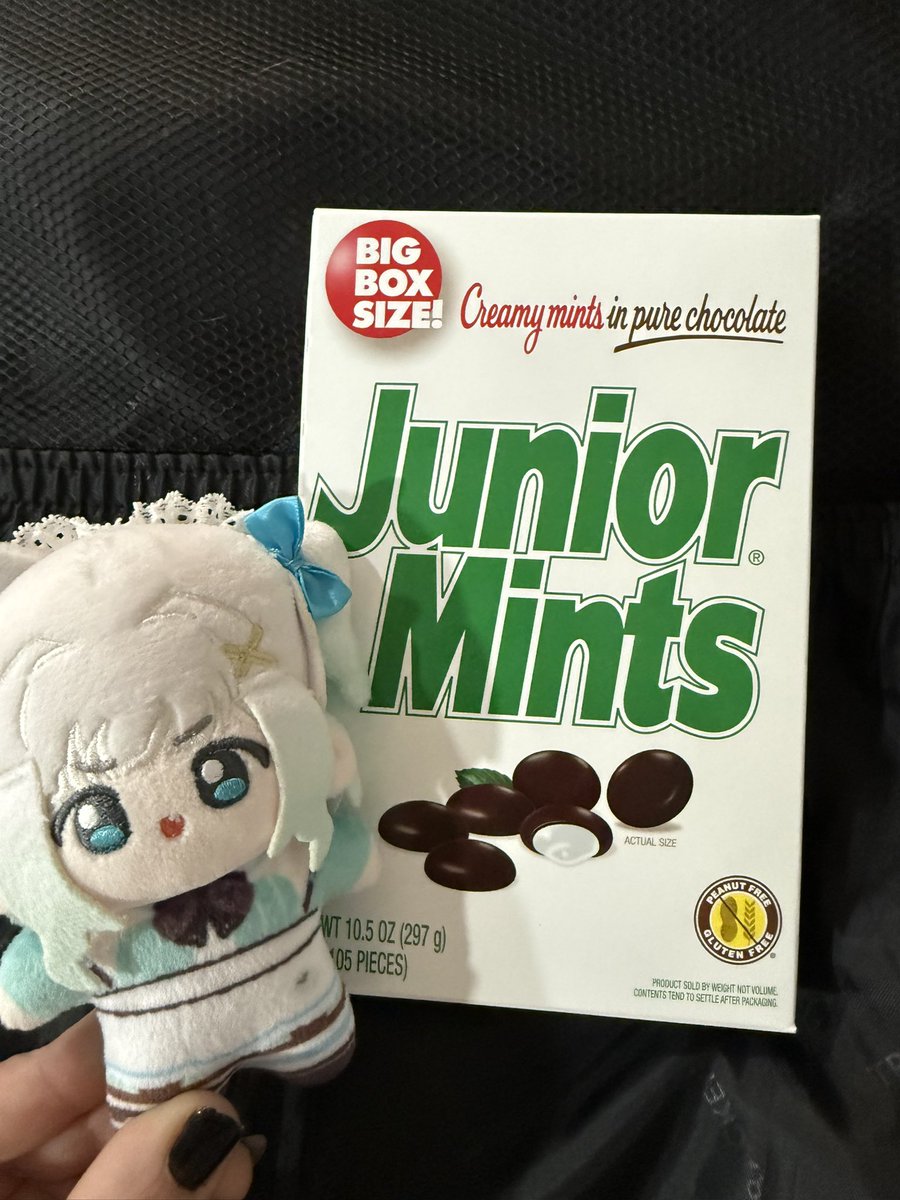 BIG
BOX
SIZE!
Creamy mints in pure chocolate
Junior
Mints®
ACTUAL SIZE
PEANUT FREE
GLUTEN FREE
WT 10.5 OZ (297 g)
05 PIECES)
PRODUCT SOLD BY WEIGHT NOT VOLUME.
CONTENTS TEND TO SETTLE AFTER PACKAGING.